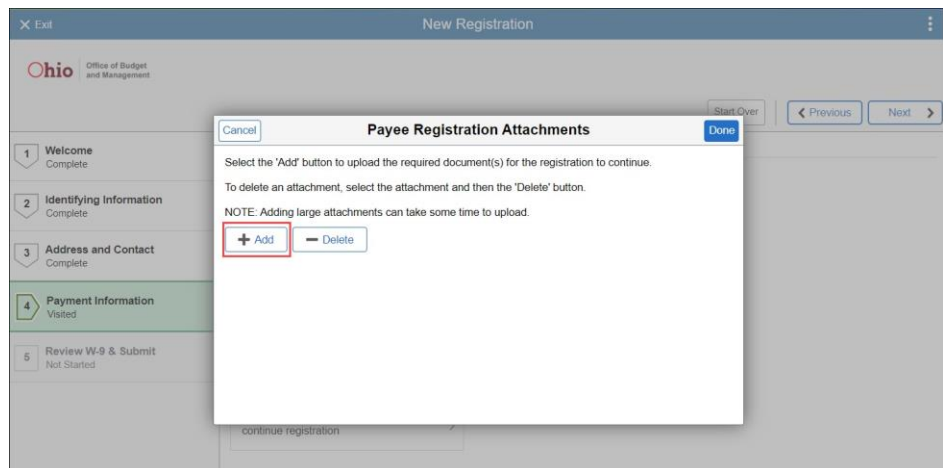 Exit
New Registration
Ohio
Office of Budget
and Management
Start Over
Previous
Next
Cancel
Payee Registration Attachments
Done
Select the 'Add' button to upload the required document(s) for the registration to continue.
To delete an attachment, select the attachment and then the 'Delete' button.
NOTE: Adding large attachments can take some time to upload.
Add
Delete
1
Welcome
Complete
2
Identifying Information
Complete
3
Address and Contact
Complete
4
Payment Information
Visited
5
Review W-9 & Submit
Not Started
continue registration